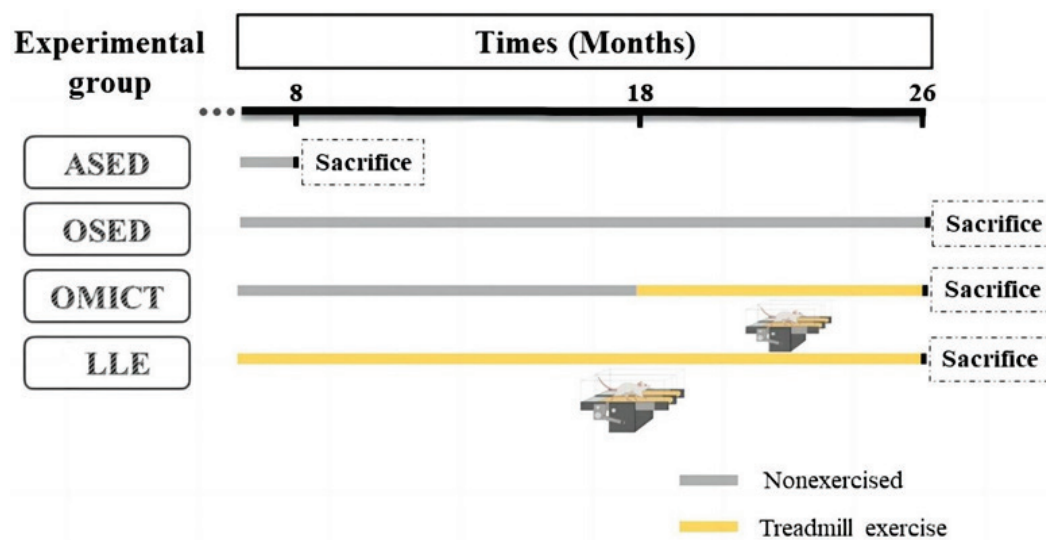 Experimental
group
Times (Months)
8 18 26
ASED Sacrifice
OSED Sacrifice
OMICT Sacrifice
LLE Sacrifice
Nonexercised
Treadmill exercise